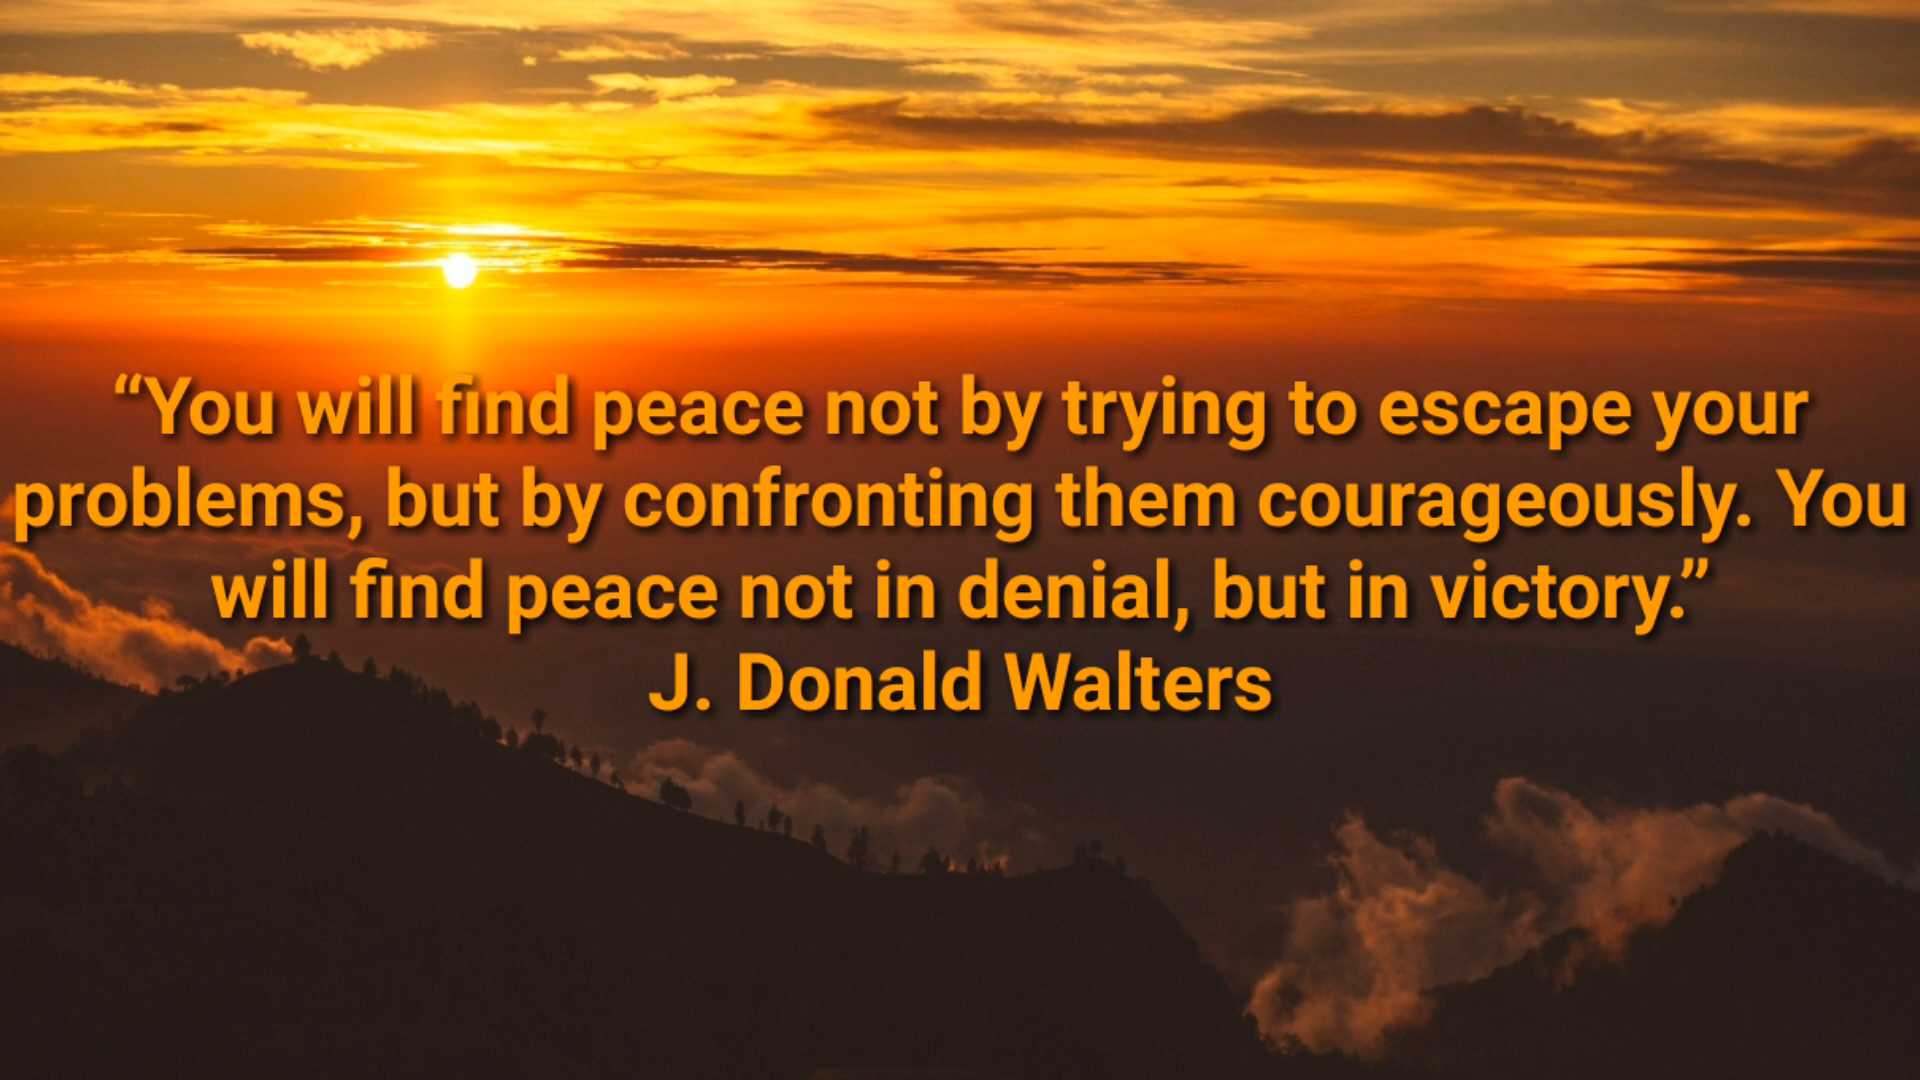 “You will find peace not by trying to escape your
problems, but by confronting them courageously. You
will find peace not in denial, but in victory.”
J. Donald Walters